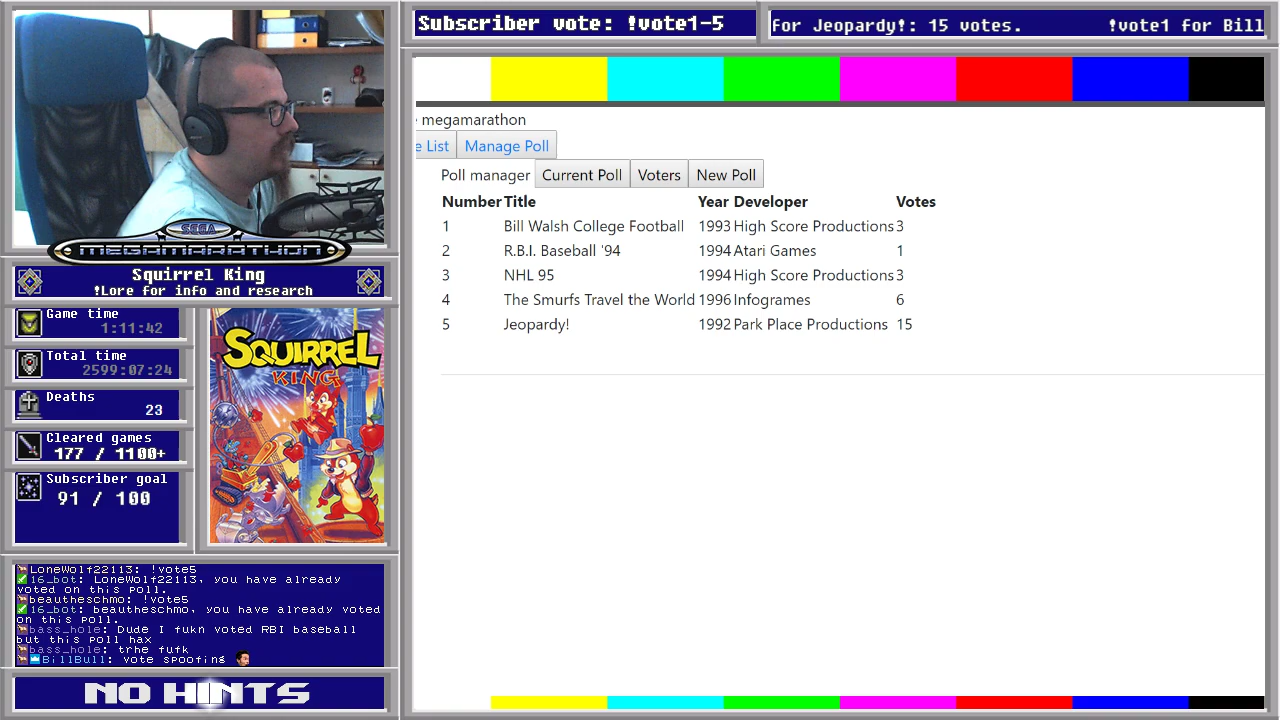 Subscriber vote: !vote1-5
For Jeopardy!: 15 votes. !vote1 for Bill
megamarathon
e List Manage Poll
Poll manager Current Poll Voters New Poll
Number Title Year Developer Votes
1 Bill Walsh College Football 1993 High Score Productions 3
2 R.B.I. Baseball '94 1994 Atari Games 1
3 NHL 95 1994 High Score Productions 3
4 The Smurfs Travel the World 1996 Infogrames 6
5 Jeopardy! 1992 Park Place Productions 15
SEGA
MEGAMARATHON
Squirrel King
!Lore for info and research
Game time
1:11:42
Total time
2599:07:24
Deaths
23
Cleared games
177 / 1100+
Subscriber goal
91 / 100
SQUIRREL
KING
LoneWolf22113: !vote5
16_bot: LoneWolf22113, you have already
voted on this poll.
beautheschmo: !vote5
16_bot: beautheschmo, you have already voted
on this poll.
bass_hole: Dude I fukn voted RBI baseball
but this poll hax
bass_hole: trhe fufk
BillBull: vote spoofing
NO HINTS